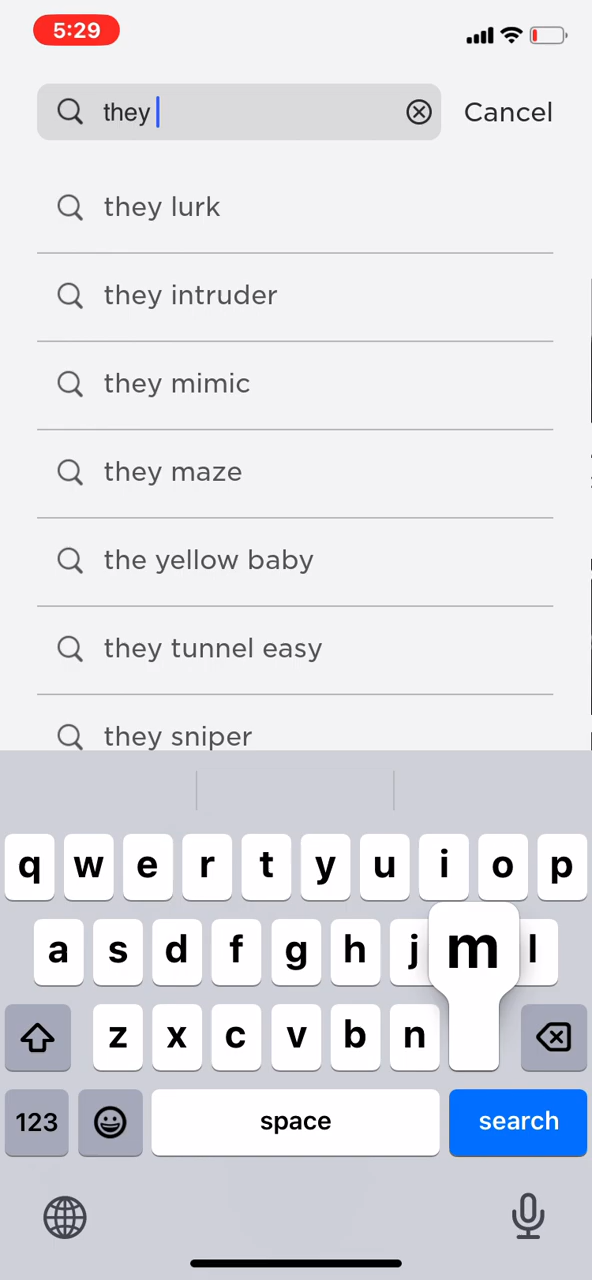 5:29
they
Cancel
they lurk
they intruder
they mimic
they maze
the yellow baby
they tunnel easy
they sniper
q w e r t y u i o p
a s d f g h j m l
z x c v b n
123 space search